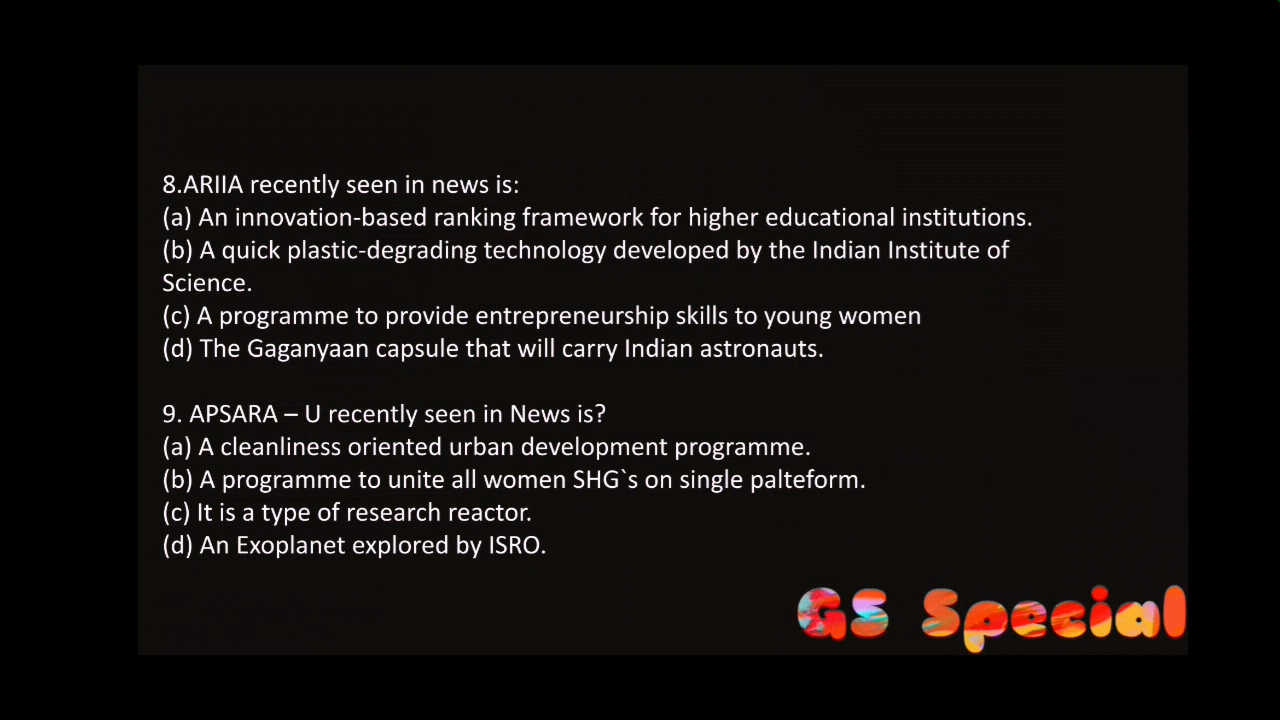 8.ARIIA recently seen in news is:
(a) An innovation-based ranking framework for higher educational institutions.
(b) A quick plastic-degrading technology developed by the Indian Institute of
Science.
(c) A programme to provide entrepreneurship skills to young women
(d) The Gaganyaan capsule that will carry Indian astronauts.
9. APSARA – U recently seen in News is?
(a) A cleanliness oriented urban development programme.
(b) A programme to unite all women SHG`s on single palteform.
(c) It is a type of research reactor.
(d) An Exoplanet explored by ISRO.
GS Special